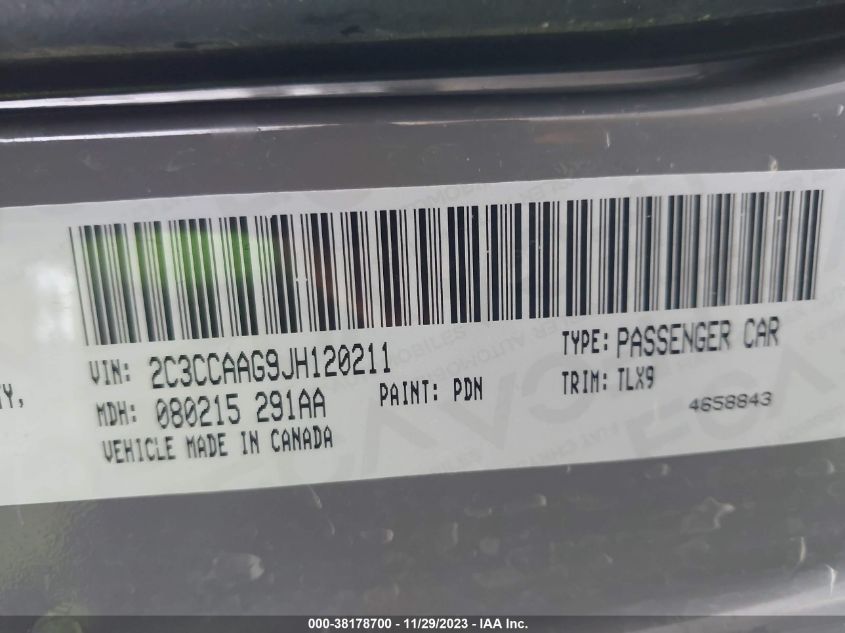 TY,
VIN: 2C3CCAAG9JH120211
TYPE: PASSENGER CAR
MDH: 080215 291AA
PAINT: PDN
TRIM: TLX9
4658843
VEHICLE MADE IN CANADA
000-38178700 - 11/29/2023 - IAA Inc.